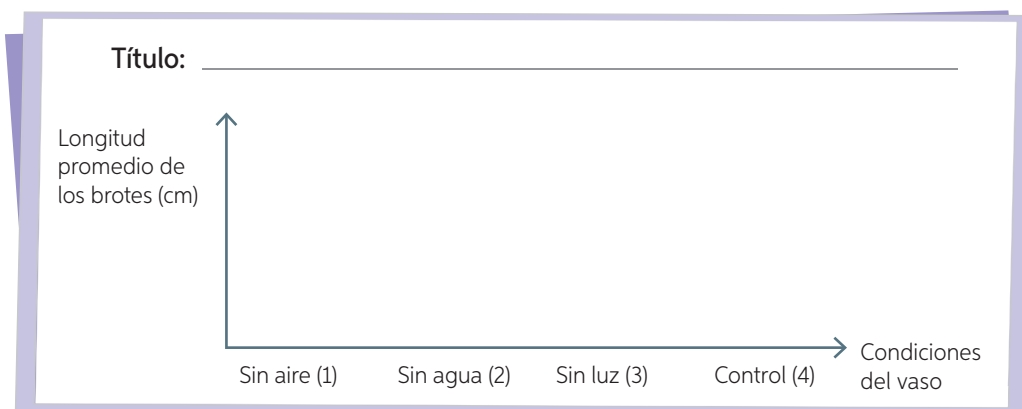 Título:
Longitud
promedio de
los brotes (cm)
Sin aire (1)
Sin agua (2)
Sin luz (3)
Control (4)
Condiciones
del vaso